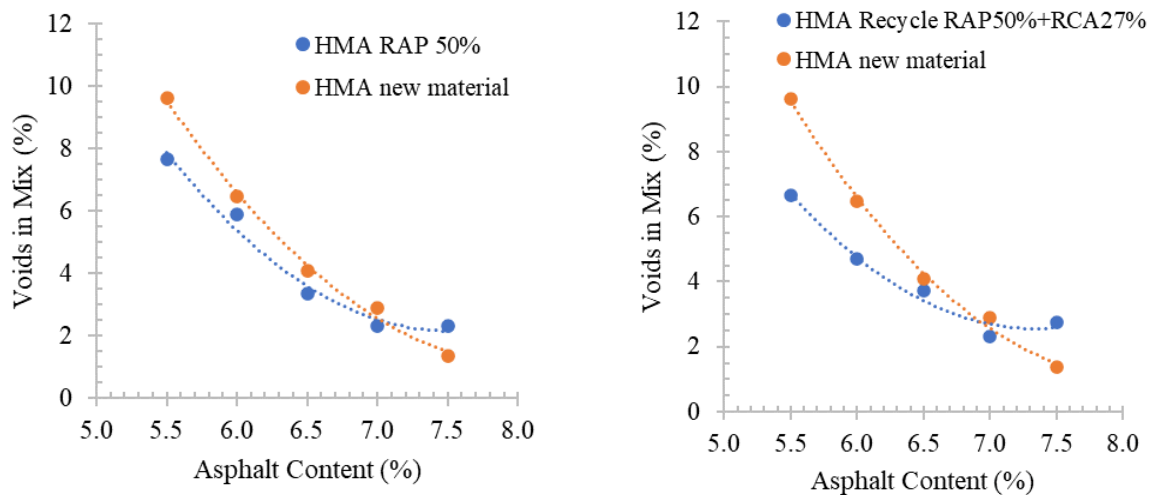 12
10
8
6
4
2
0
Voids in Mix (%)
HMA RAP 50%
HMA new material
5.0 5.5 6.0 6.5 7.0 7.5 8.0
Asphalt Content (%)
12
10
8
6
4
2
0
Voids in Mix (%)
HMA Recycle RAP50%+RCA27%
HMA new material
5.0 5.5 6.0 6.5 7.0 7.5 8.0
Asphalt Content (%)